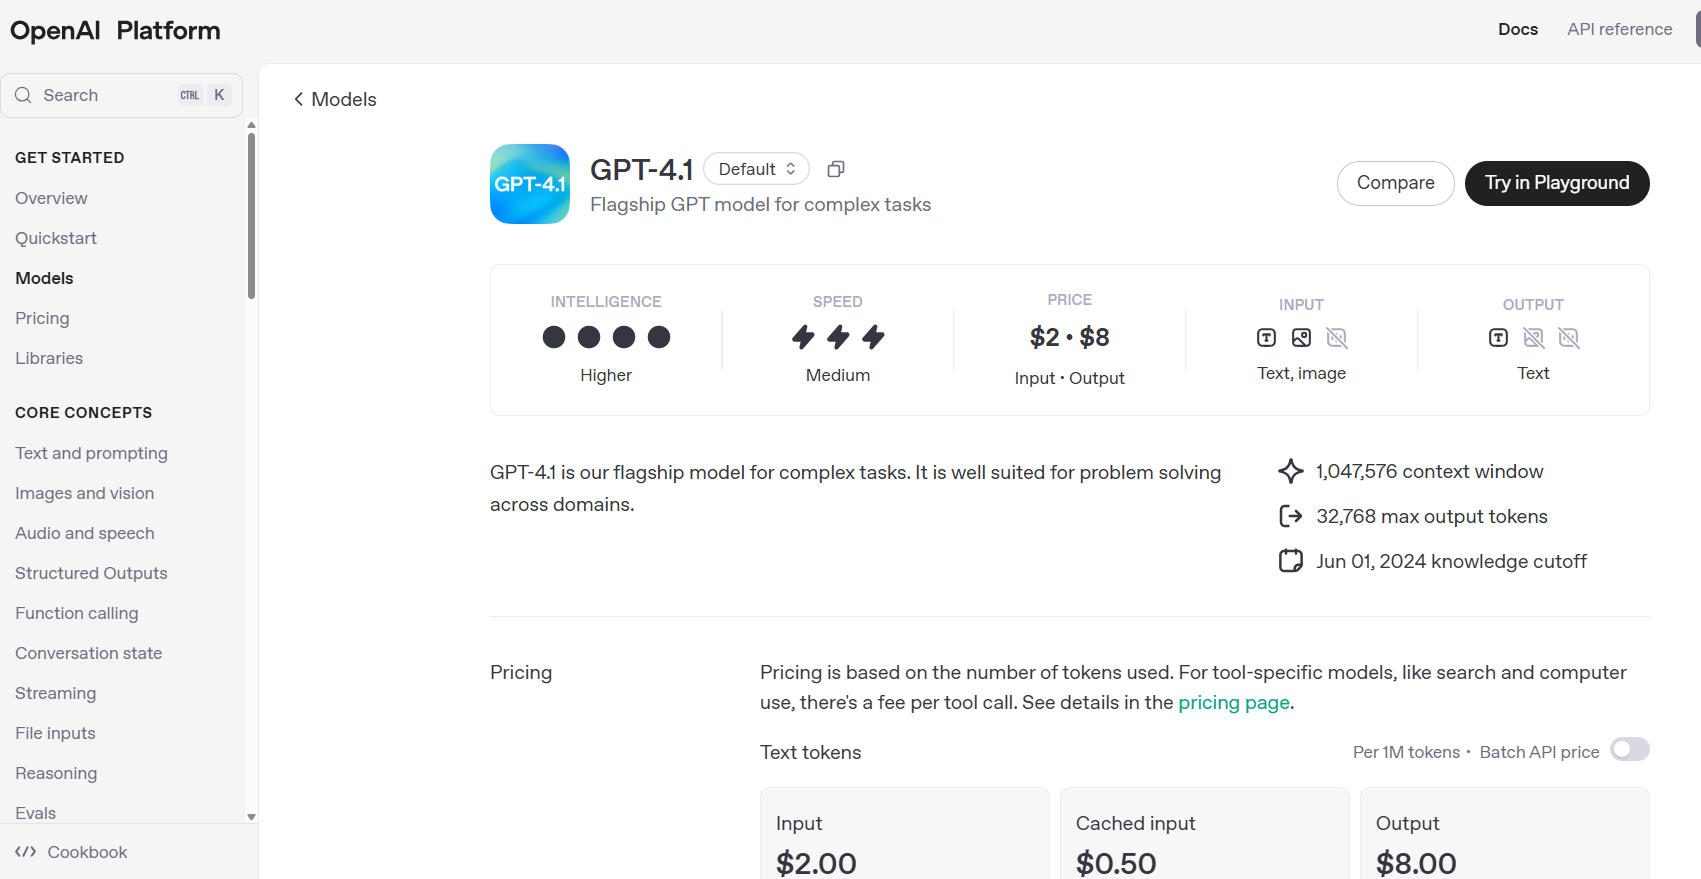 OpenAI Platform
Docs
API reference
Search
CTRL K
GET STARTED
Overview
Quickstart
Models
Pricing
Libraries
CORE CONCEPTS
Text and prompting
Images and vision
Audio and speech
Structured Outputs
Function calling
Conversation state
Streaming
File inputs
Reasoning
Evals
Cookbook
Models
GPT-4.1
GPT-4.1
Default
Flagship GPT model for complex tasks
Compare
Try in Playground
INTELLIGENCE
Higher
SPEED
Medium
PRICE
$2 • $8
Input • Output
INPUT
Text, image
OUTPUT
Text
GPT-4.1 is our flagship model for complex tasks. It is well suited for problem solving
across domains.
1,047,576 context window
32,768 max output tokens
Jun 01, 2024 knowledge cutoff
Pricing
Pricing is based on the number of tokens used. For tool-specific models, like search and computer
use, there's a fee per tool call. See details in the pricing page.
Text tokens
Per 1M tokens • Batch API price
Input
$2.00
Cached input
$0.50
Output
$8.00